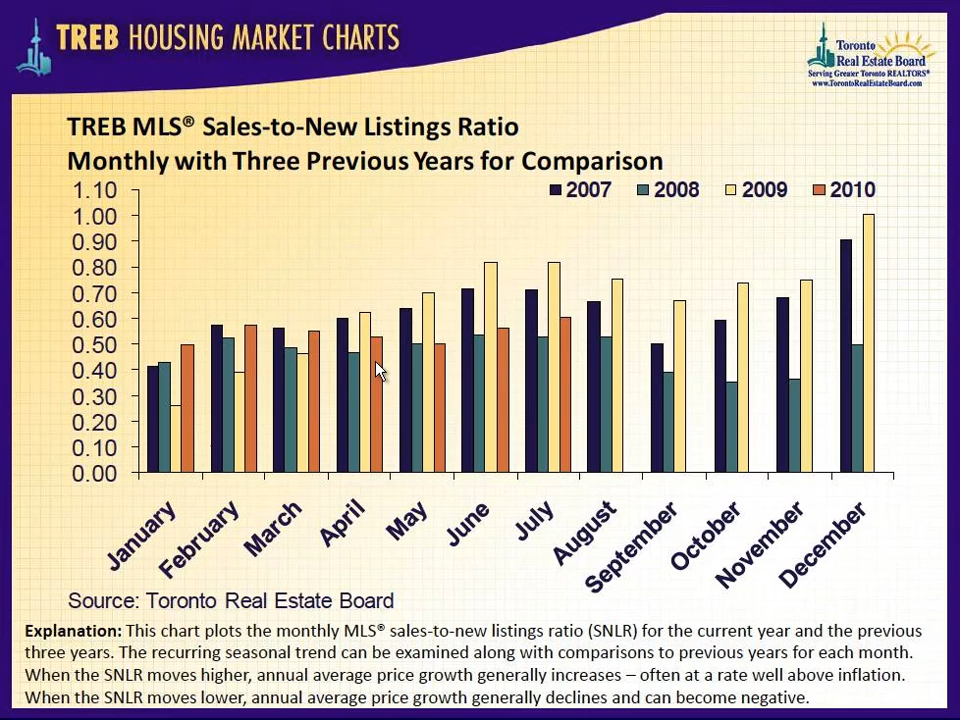 TREB HOUSING MARKET CHARTS
Toronto
Real Estate Board
Serving Greater Toronto REALTORS®
www.TorontoRealEstateBoard.com
TREB MLS® Sales-to-New Listings Ratio
Monthly with Three Previous Years for Comparison
2007 2008 2009 2010
1.10
1.00
0.90
0.80
0.70
0.60
0.50
0.40
0.30
0.20
0.10
0.00
January February March April May June July August September October November December
Source: Toronto Real Estate Board
Explanation: This chart plots the monthly MLS® sales-to-new listings ratio (SNLR) for the current year and the previous
three years. The recurring seasonal trend can be examined along with comparisons to previous years for each month.
When the SNLR moves higher, annual average price growth generally increases – often at a rate well above inflation.
When the SNLR moves lower, annual average price growth generally declines and can become negative.